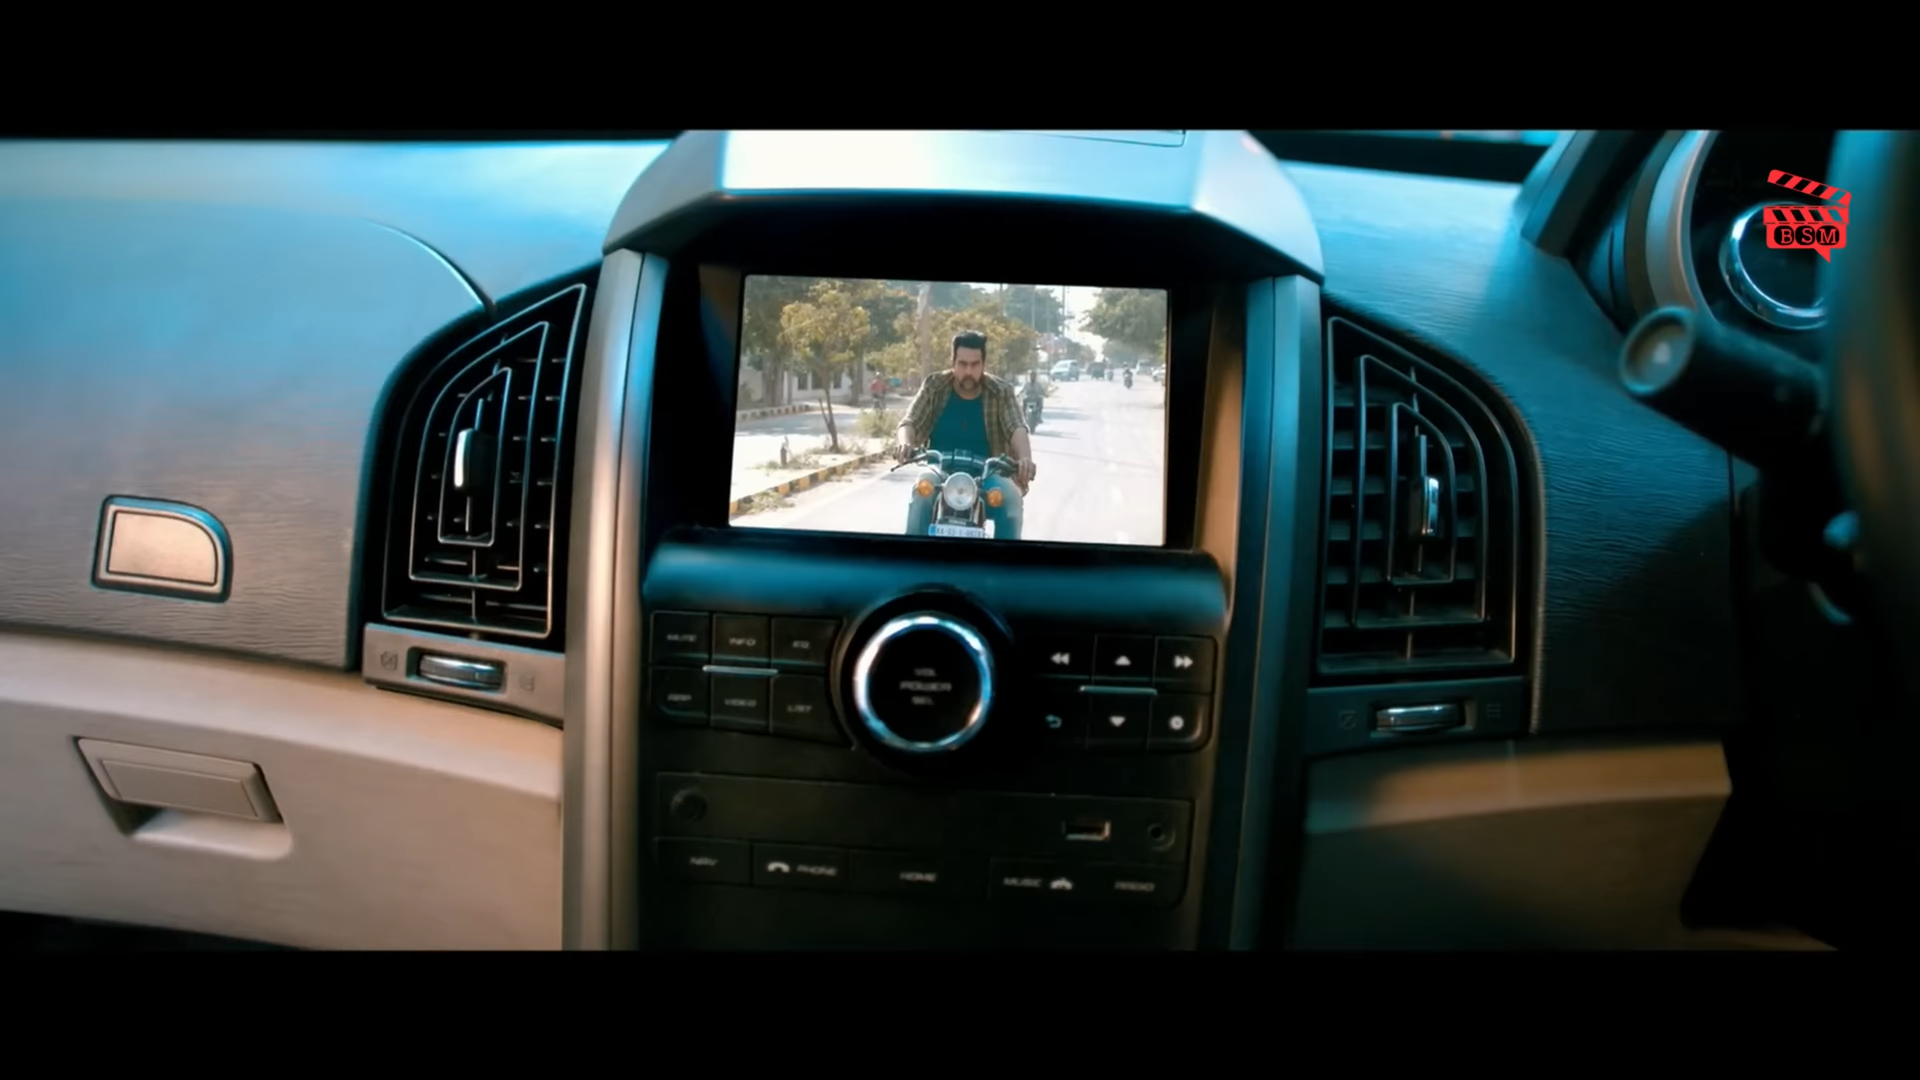 BSM
MUTE INFO EQ
VIDEO LIST
VOL
POWER
SEL
NAV PHONE HOME MUSIC RADIO